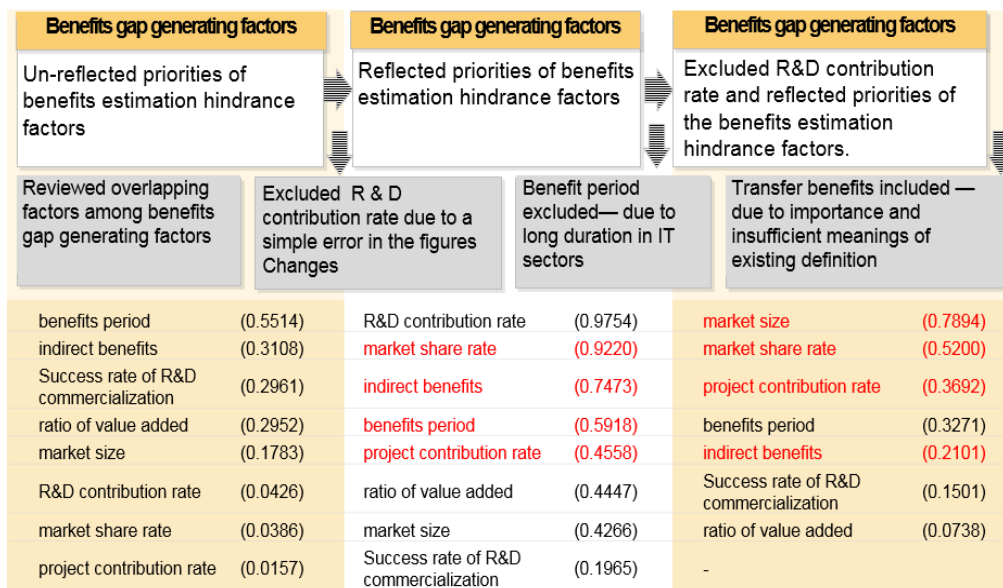 Benefits gap generating factors
Un-reflected priorities of
benefits estimation hindrance
factors
Benefits gap generating factors
Reflected priorities of benefits
estimation hindrance factors
Benefits gap generating factors
Excluded R&D contribution
rate and reflected priorities of
the benefits estimation
hindrance factors.
Reviewed overlapping
factors among benefits
gap generating factors
Excluded R & D
contribution rate due to a
simple error in the figures
Changes
Benefit period
excluded— due to
long duration in IT
sectors
Transfer benefits included —
due to importance and
insufficient meanings of
existing definition
benefits period (0.5514)
indirect benefits (0.3108)
Success rate of R&D
commercialization (0.2961)
ratio of value added (0.2952)
market size (0.1783)
R&D contribution rate (0.0426)
market share rate (0.0386)
project contribution rate (0.0157)
R&D contribution rate (0.9754)
market share rate (0.9220)
indirect benefits (0.7473)
benefits period (0.5918)
project contribution rate (0.4558)
ratio of value added (0.4447)
market size (0.4266)
Success rate of R&D
commercialization (0.1965)
market size (0.7894)
market share rate (0.5200)
project contribution rate (0.3692)
benefits period (0.3271)
indirect benefits (0.2101)
Success rate of R&D
commercialization (0.1501)
ratio of value added (0.0738)
-